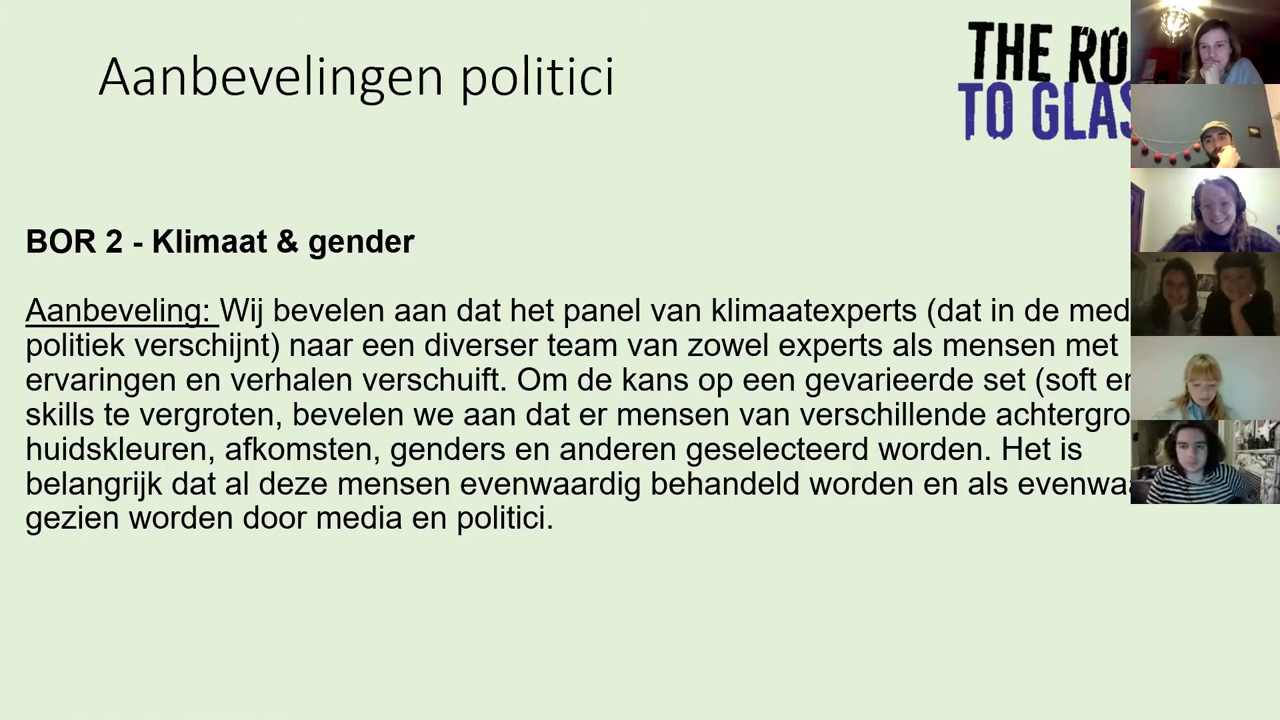 Aanbevelingen politici
THE RO
TO GLAS
BOR 2 - Klimaat & gender
Aanbeveling: Wij bevelen aan dat het panel van klimaatexperts (dat in de med
politiek verschijnt) naar een diverser team van zowel experts als mensen met
ervaringen en verhalen verschuift. Om de kans op een gevarieerde set (soft en
skills te vergroten, bevelen we aan dat er mensen van verschillende achtergro
huidskleuren, afkomsten, genders en anderen geselecteerd worden. Het is
belangrijk dat al deze mensen evenwaardig behandeld worden en als evenwaa
gezien worden door media en politici.